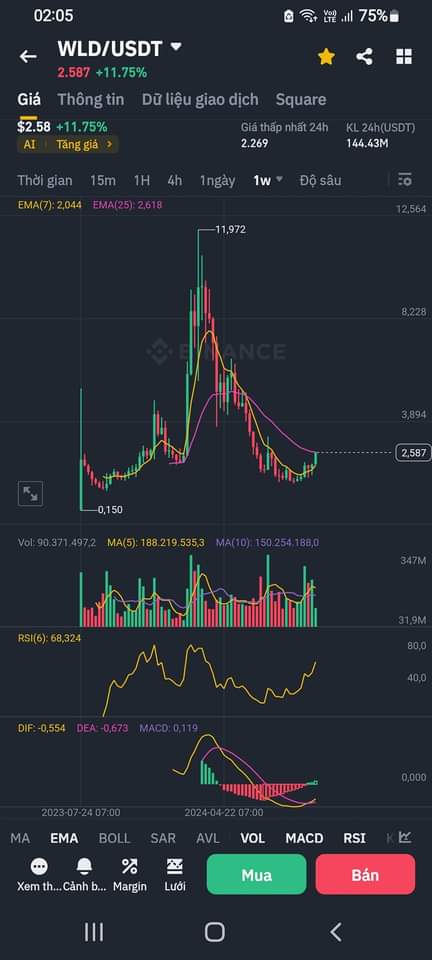 02:05 Vo)) LTE 75%
WLD/USDT
2.587 +11.75%
Giá Thông tin Dữ liệu giao dịch Square
$2.58 +11.75% Giá thấp nhất 24h KL 24h(USDT)
AI Tăng giá > 2.269 144.43M
Thời gian 15m 1H 4h 1ngày 1w Độ sâu
EMA(7): 2,044 EMA(25): 2,618 12,564
11,972
8,228
BINANCE
3,894
2,587
0,150
Vol: 90.371.497,2 MA(5): 188.219.535,3 MA(10): 150.254.188,0 347M
31,9M
RSI(6): 68,324 80,0
40,0
DIF: -0,554 DEA: -0,673 MACD: 0,119
0,000
2023-07-24 07:00 2024-04-22 07:00
MA EMA BOLL SAR AVL VOL MACD RSI K
Xem th... Cảnh b... Margin Lưới Mua Bán